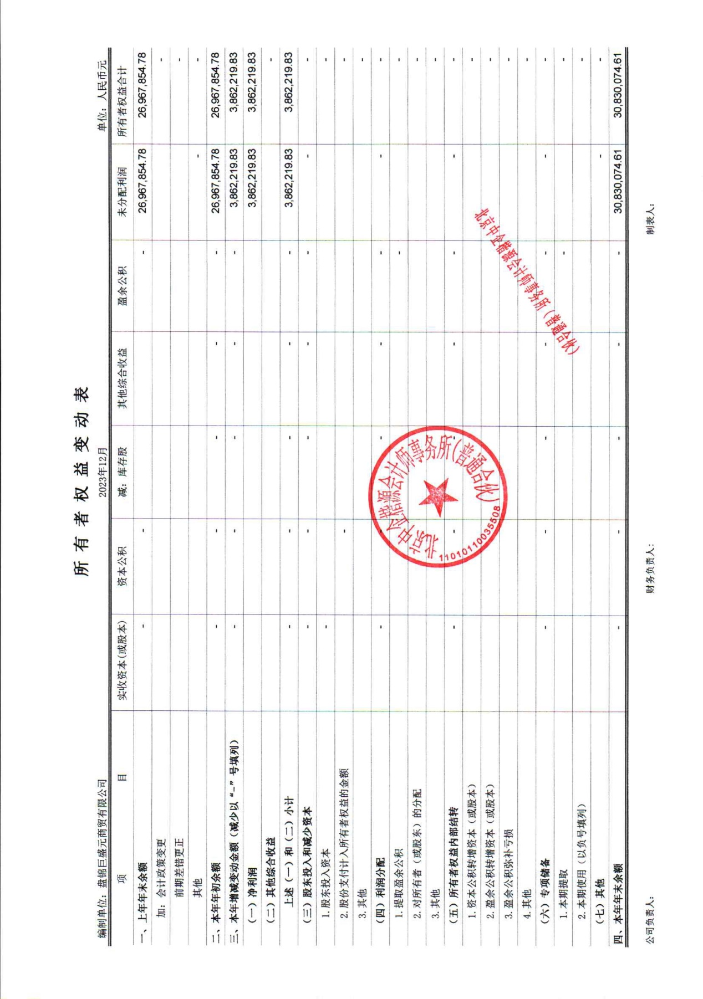 所有者权益变动表
2023年12月
编制单位：盘锦巨盛元商贸有限公司 单位：人民币元
项 目 实收资本(或股本) 资本公积 减：库存股 其他综合收益 盈余公积 未分配利润 所有者权益合计
一、上年年末余额 - - - 26,967,854.78 26,967,854.78
加：会计政策变更 -
前期差错更正 -
其他 - -
二、本年年初余额 - - - - - 26,967,854.78 26,967,854.78
三、本年增减变动金额（减少以“-”号填列） - - - - - 3,862,219.83 3,862,219.83
（一）净利润 3,862,219.83 3,862,219.83
（二）其他综合收益 -
上述（一）和（二）小计 - - - - - 3,862,219.83 3,862,219.83
（三）股东投入和减少资本 - - - - - - -
1.股东投入资本 - -
2.股份支付计入所有者权益的金额 - -
3.其他 -
（四）利润分配 - - - - - - -
1.提取盈余公积 - -
2.对所有者（或股东）的分配 -
3.其他 -
（五）所有者权益内部结转 - - - - - - -
1.资本公积转增资本（或股本） -
2.盈余公积转增资本（或股本） -
3.盈余公积弥补亏损 -
4.其他 -
（六）专项储备 - - - - - - -
1.本期提取 - -
2.本期使用（以负号填列） -
（七）其他 - -
四、本年年末余额 - - - - - 30,830,074.61 30,830,074.61
公司负责人： 财务负责人： 制表人：
北京中企楷源会计师事务所（普通合伙）
11010110035508
北京中企楷源会计师事务所（普通合伙）